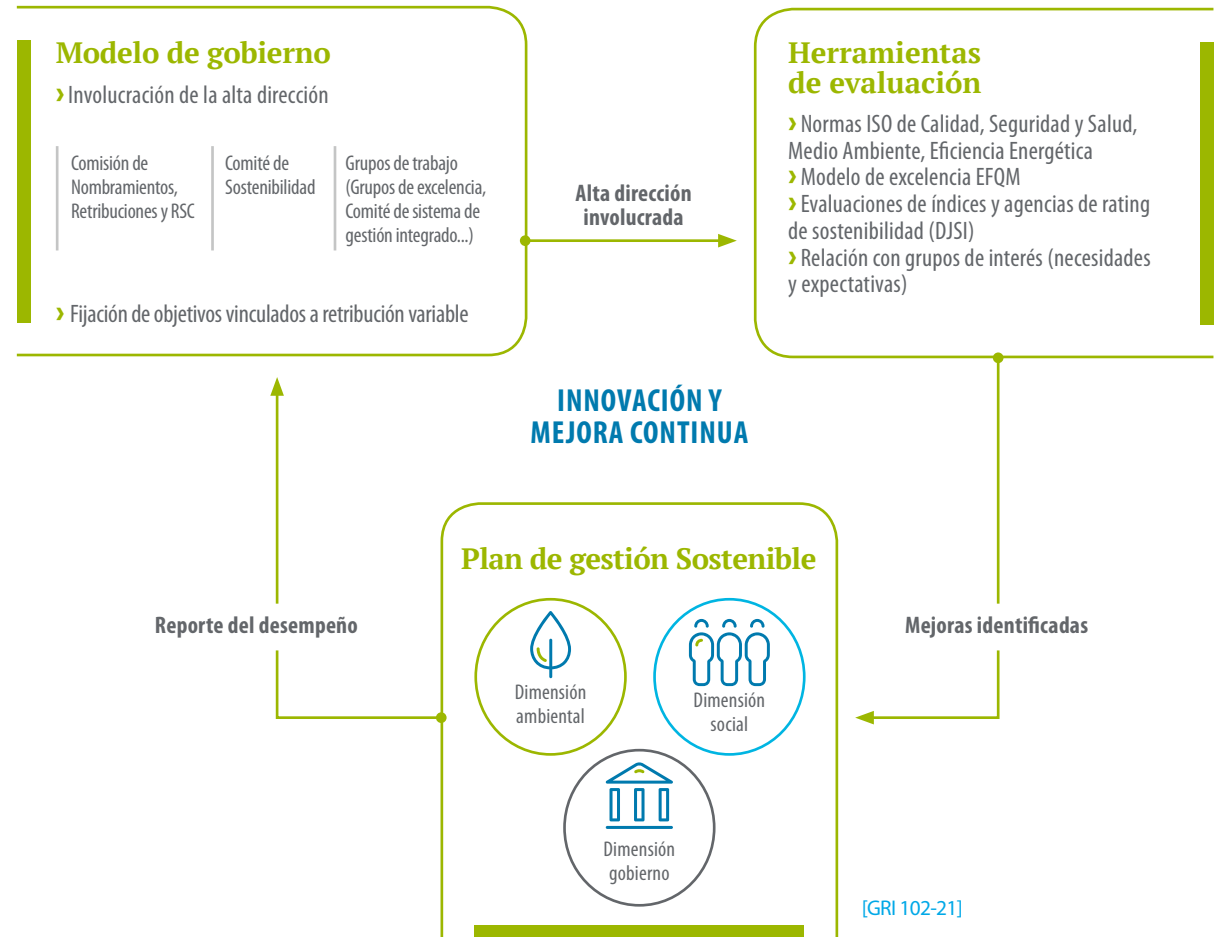 Modelo de gobierno
› Involucración de la alta dirección
Comisión de
Nombramientos,
Retribuciones y RSC
Comité de
Sostenibilidad
Grupos de trabajo
(Grupos de excelencia,
Comité de sistema de
gestión integrado...)
› Fijación de objetivos vinculados a retribución variable
Alta dirección
involucrada
Herramientas
de evaluación
› Normas ISO de Calidad, Seguridad y Salud,
Medio Ambiente, Eficiencia Energética
› Modelo de excelencia EFQM
› Evaluaciones de índices y agencias de rating
de sostenibilidad (DJSI)
› Relación con grupos de interés (necesidades
y expectativas)
INNOVACIÓN Y
MEJORA CONTINUA
Reporte del desempeño
Plan de gestión Sostenible
Dimensión
ambiental
Dimensión
social
Dimensión
gobierno
Mejoras identificadas
[GRI 102-21]